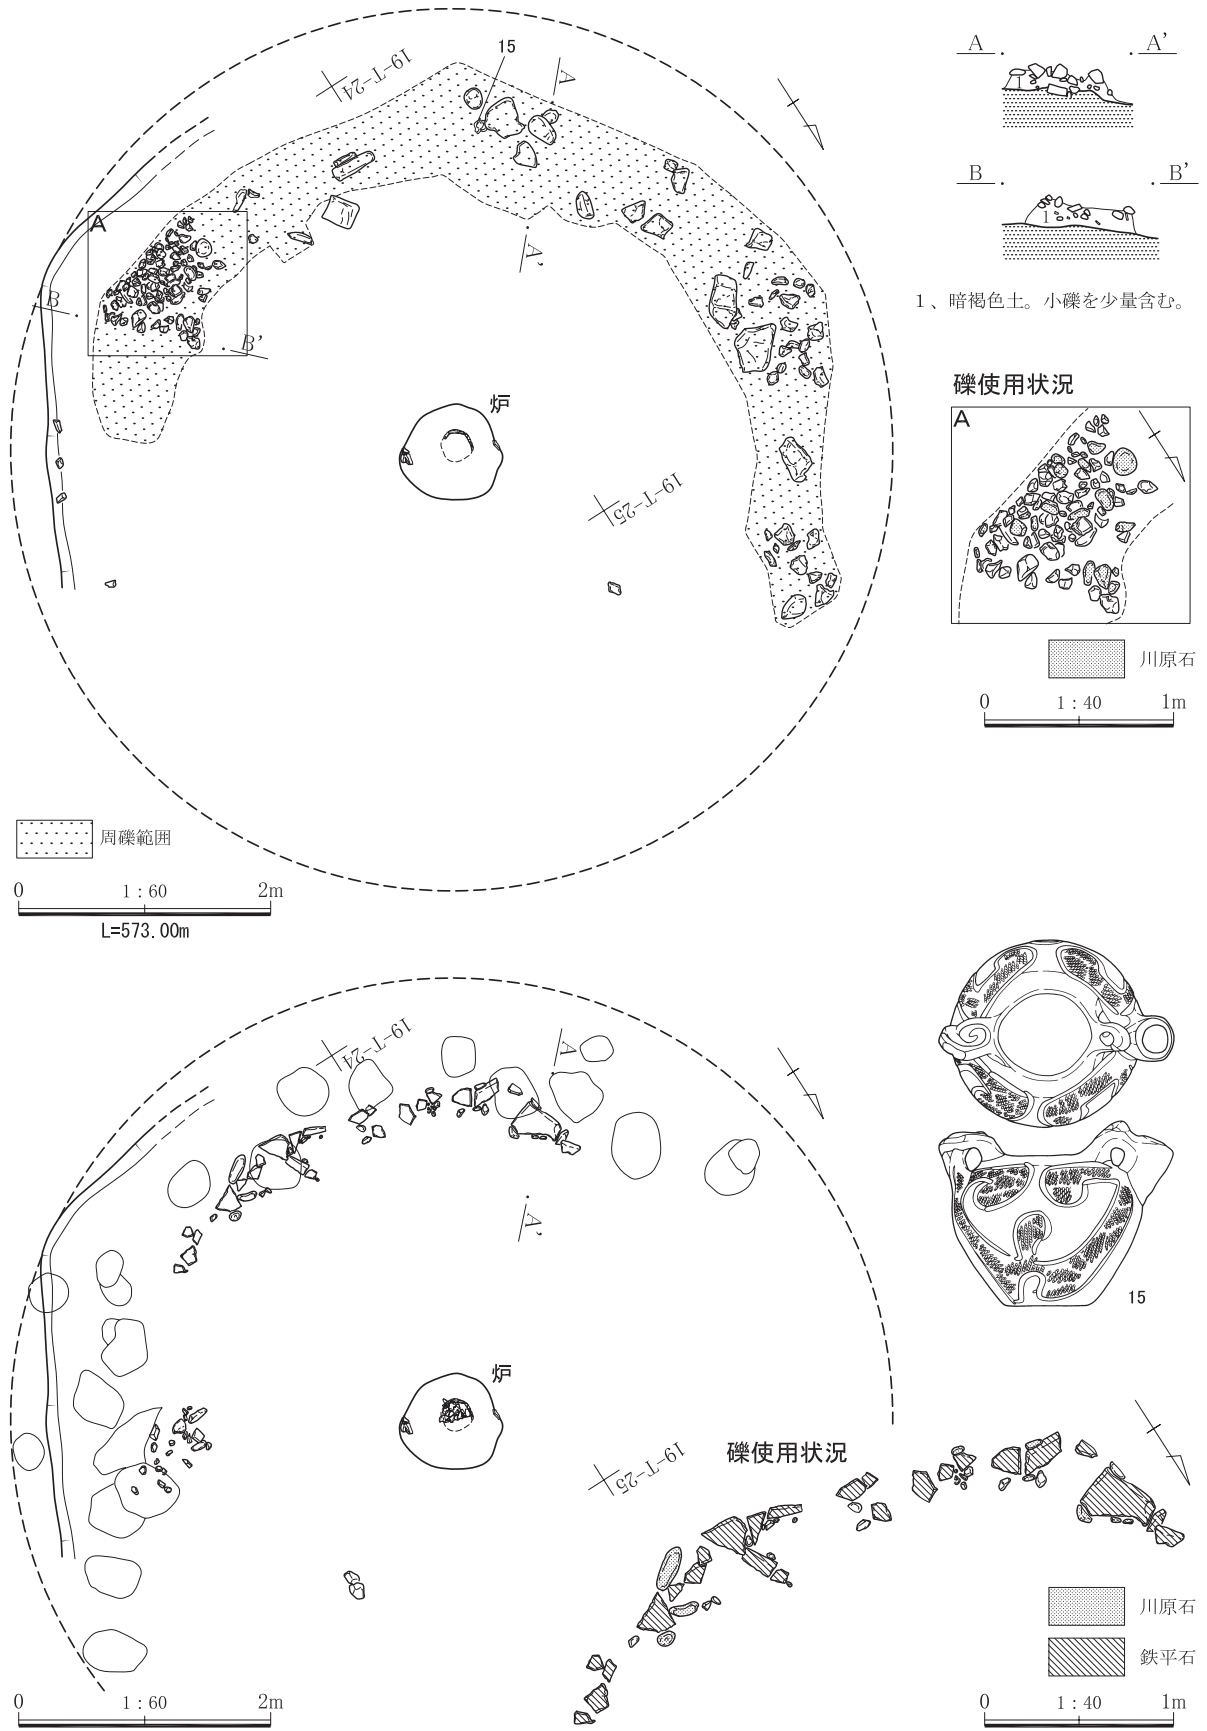 15
19-T-24
A
A'
A
B
B'
炉
19-T-25
周礫範囲
0 1:60 2m
L=573.00m
A A'
B B'
1
1、暗褐色土。小礫を少量含む。
礫使用状況
A
川原石
0 1:40 1m
19-T-24
A
A'
炉
19-T-25
0 1:60 2m
15
礫使用状況
川原石
鉄平石
0 1:40 1m